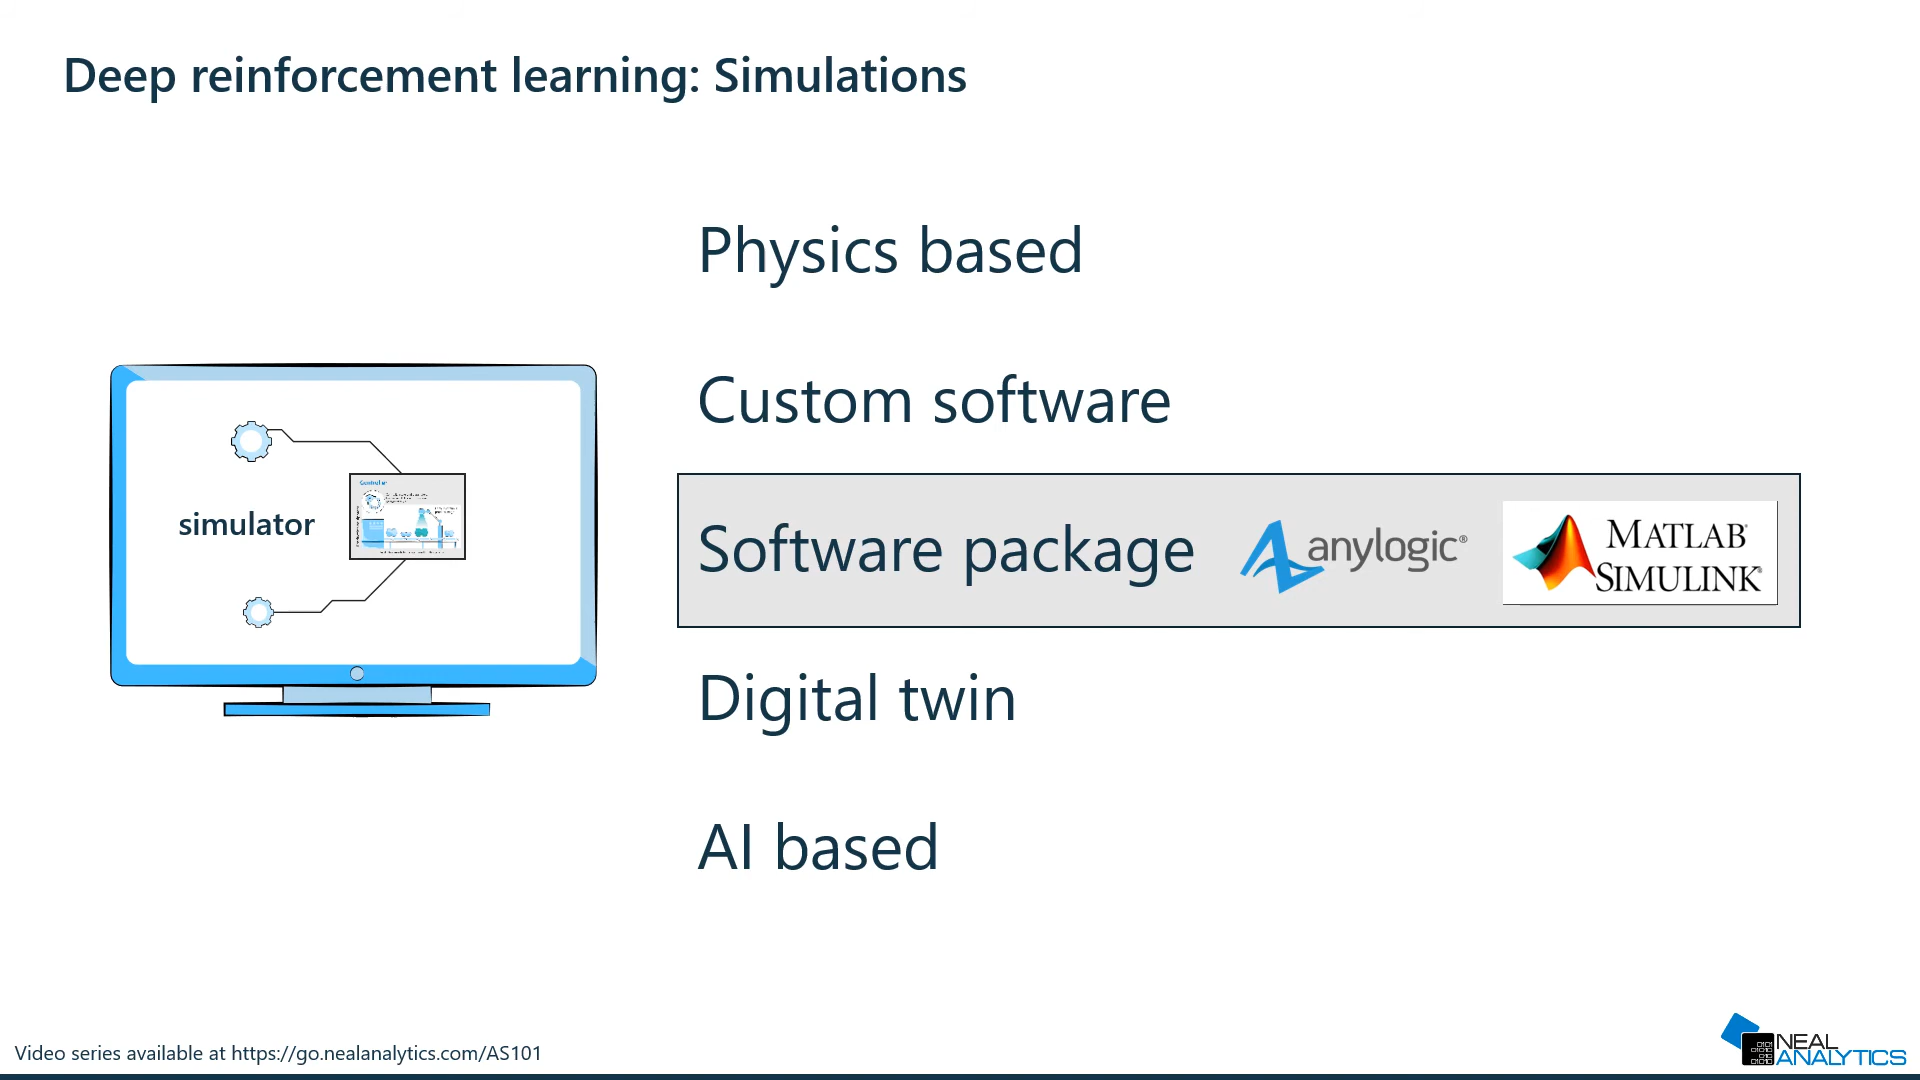 Deep reinforcement learning: Simulations
Physics based
Custom software
simulator
Controller
Software package
anylogic®
MATLAB®
SIMULINK®
Digital twin
AI based
Video series available at https://go.nealanalytics.com/AS101
NEAL
ANALYTICS